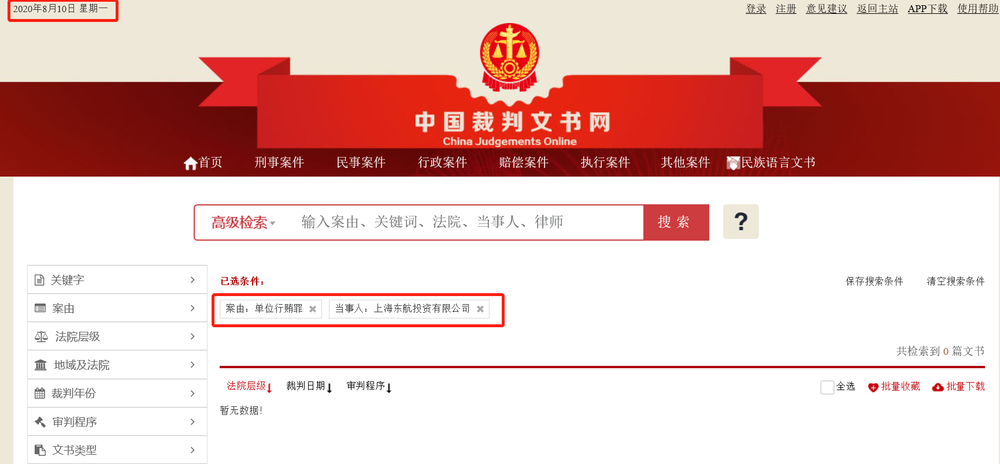 2020年8月10日 星期一
登录 注册 意见建议 返回主站 APP下载 使用帮助
中国裁判文书网
China Judgements Online
首页 刑事案件 民事案件 行政案件 赔偿案件 执行案件 其他案件 民族语言文书
高级检索 输入案由、关键词、法院、当事人、律师 搜索 ?
关键字
案由
法院层级
地域及法院
裁判年份
审判程序
文书类型
已选条件：
保存搜索条件 清空搜索条件
案由：单位行贿罪 当事人：上海东航投资有限公司
共检索到 0 篇文书
法院层级 裁判日期 审判程序
全选 批量收藏 批量下载
暂无数据!